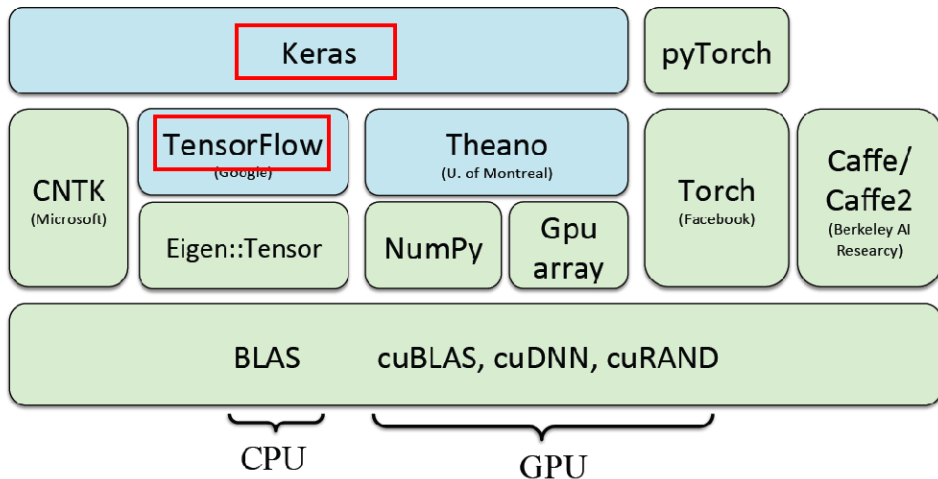 Keras
pyTorch
CNTK
(Microsoft)
TensorFlow
(Google)
Theano
(U. of Montreal)
Torch
(Facebook)
Caffe/
Caffe2
(Berkeley AI
Researcy)
Eigen::Tensor
NumPy
Gpu
array
BLAS
cuBLAS, cuDNN, cuRAND
CPU
GPU